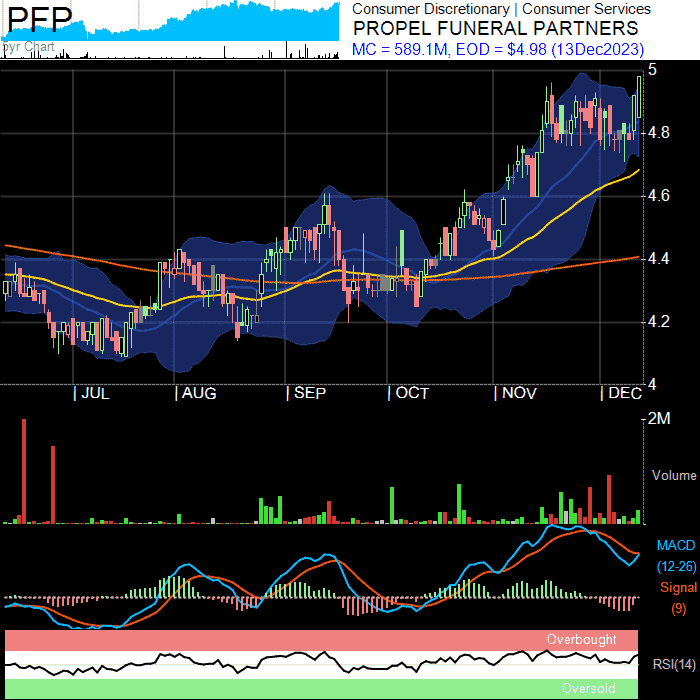 PFP
Consumer Discretionary | Consumer Services
PROPEL FUNERAL PARTNERS
MC = 589.1M, EOD = $4.98 (13Dec2023)
5yr Chart
5
4.8
4.6
4.4
4.2
4
| JUL | AUG | SEP | OCT | NOV | DEC
2M
Volume
MACD
(12-26)
Signal
(9)
Overbought
RSI(14)
Oversold